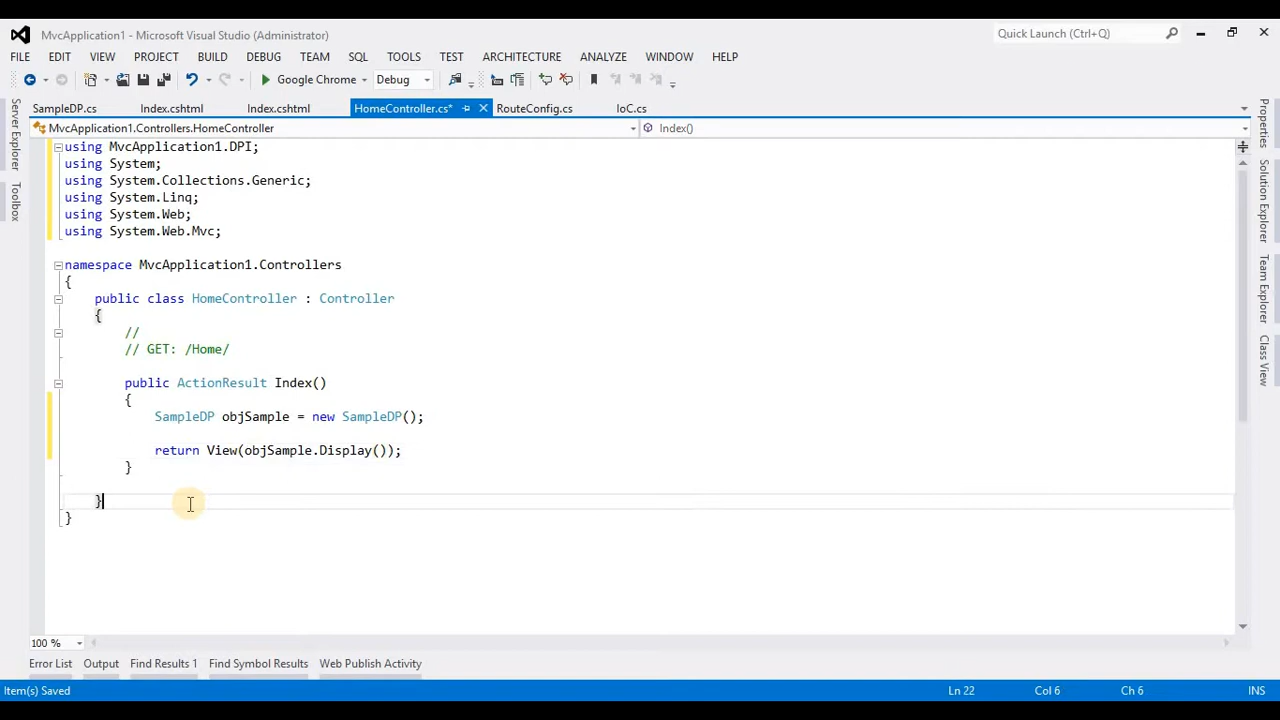 MvcApplication1 - Microsoft Visual Studio (Administrator)
Quick Launch (Ctrl+Q)
FILE EDIT VIEW PROJECT BUILD DEBUG TEAM SQL TOOLS TEST ARCHITECTURE ANALYZE WINDOW HELP
Google Chrome Debug
SampleDP.cs Index.cshtml Index.cshtml HomeController.cs* RouteConfig.cs IoC.cs
MvcApplication1.Controllers.HomeController Index()
Server Explorer
Toolbox
using MvcApplication1.DPI;
using System;
using System.Collections.Generic;
using System.Linq;
using System.Web;
using System.Web.Mvc;
namespace MvcApplication1.Controllers
{
public class HomeController : Controller
{
//
// GET: /Home/
public ActionResult Index()
{
SampleDP objSample = new SampleDP();
return View(objSample.Display());
}
}
}
Properties
Solution Explorer
Team Explorer
Class View
100 %
Error List Output Find Results 1 Find Symbol Results Web Publish Activity
Item(s) Saved Ln 22 Col 6 Ch 6 INS